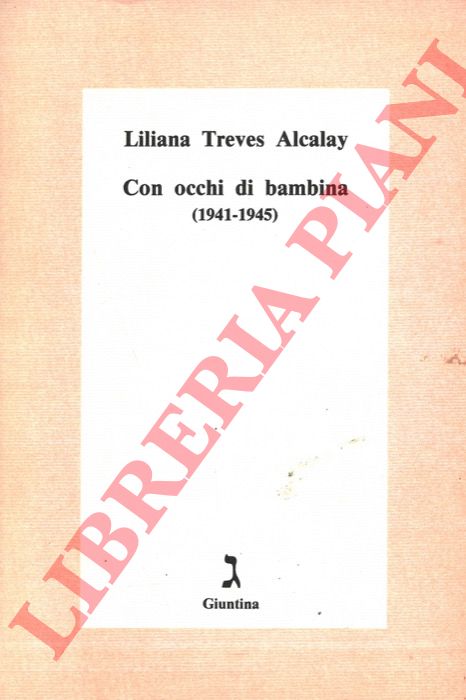 Liliana Treves Alcalay
Con occhi di bambina
(1941-1945)
LIBRERIA PIANI
ג
Giuntina